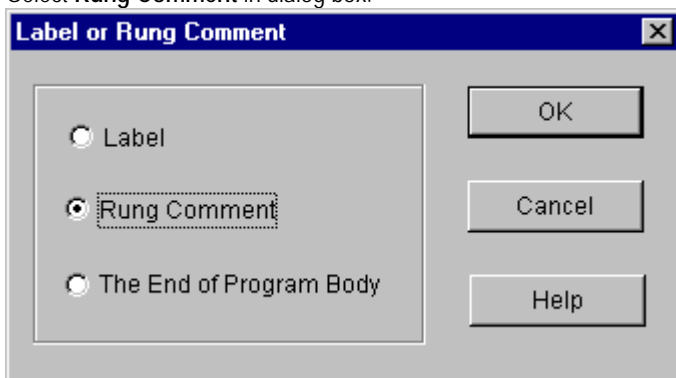 Select Rung Comment in dialog box.
Label or Rung Comment
Label
OK
Rung Comment
Cancel
The End of Program Body
Help